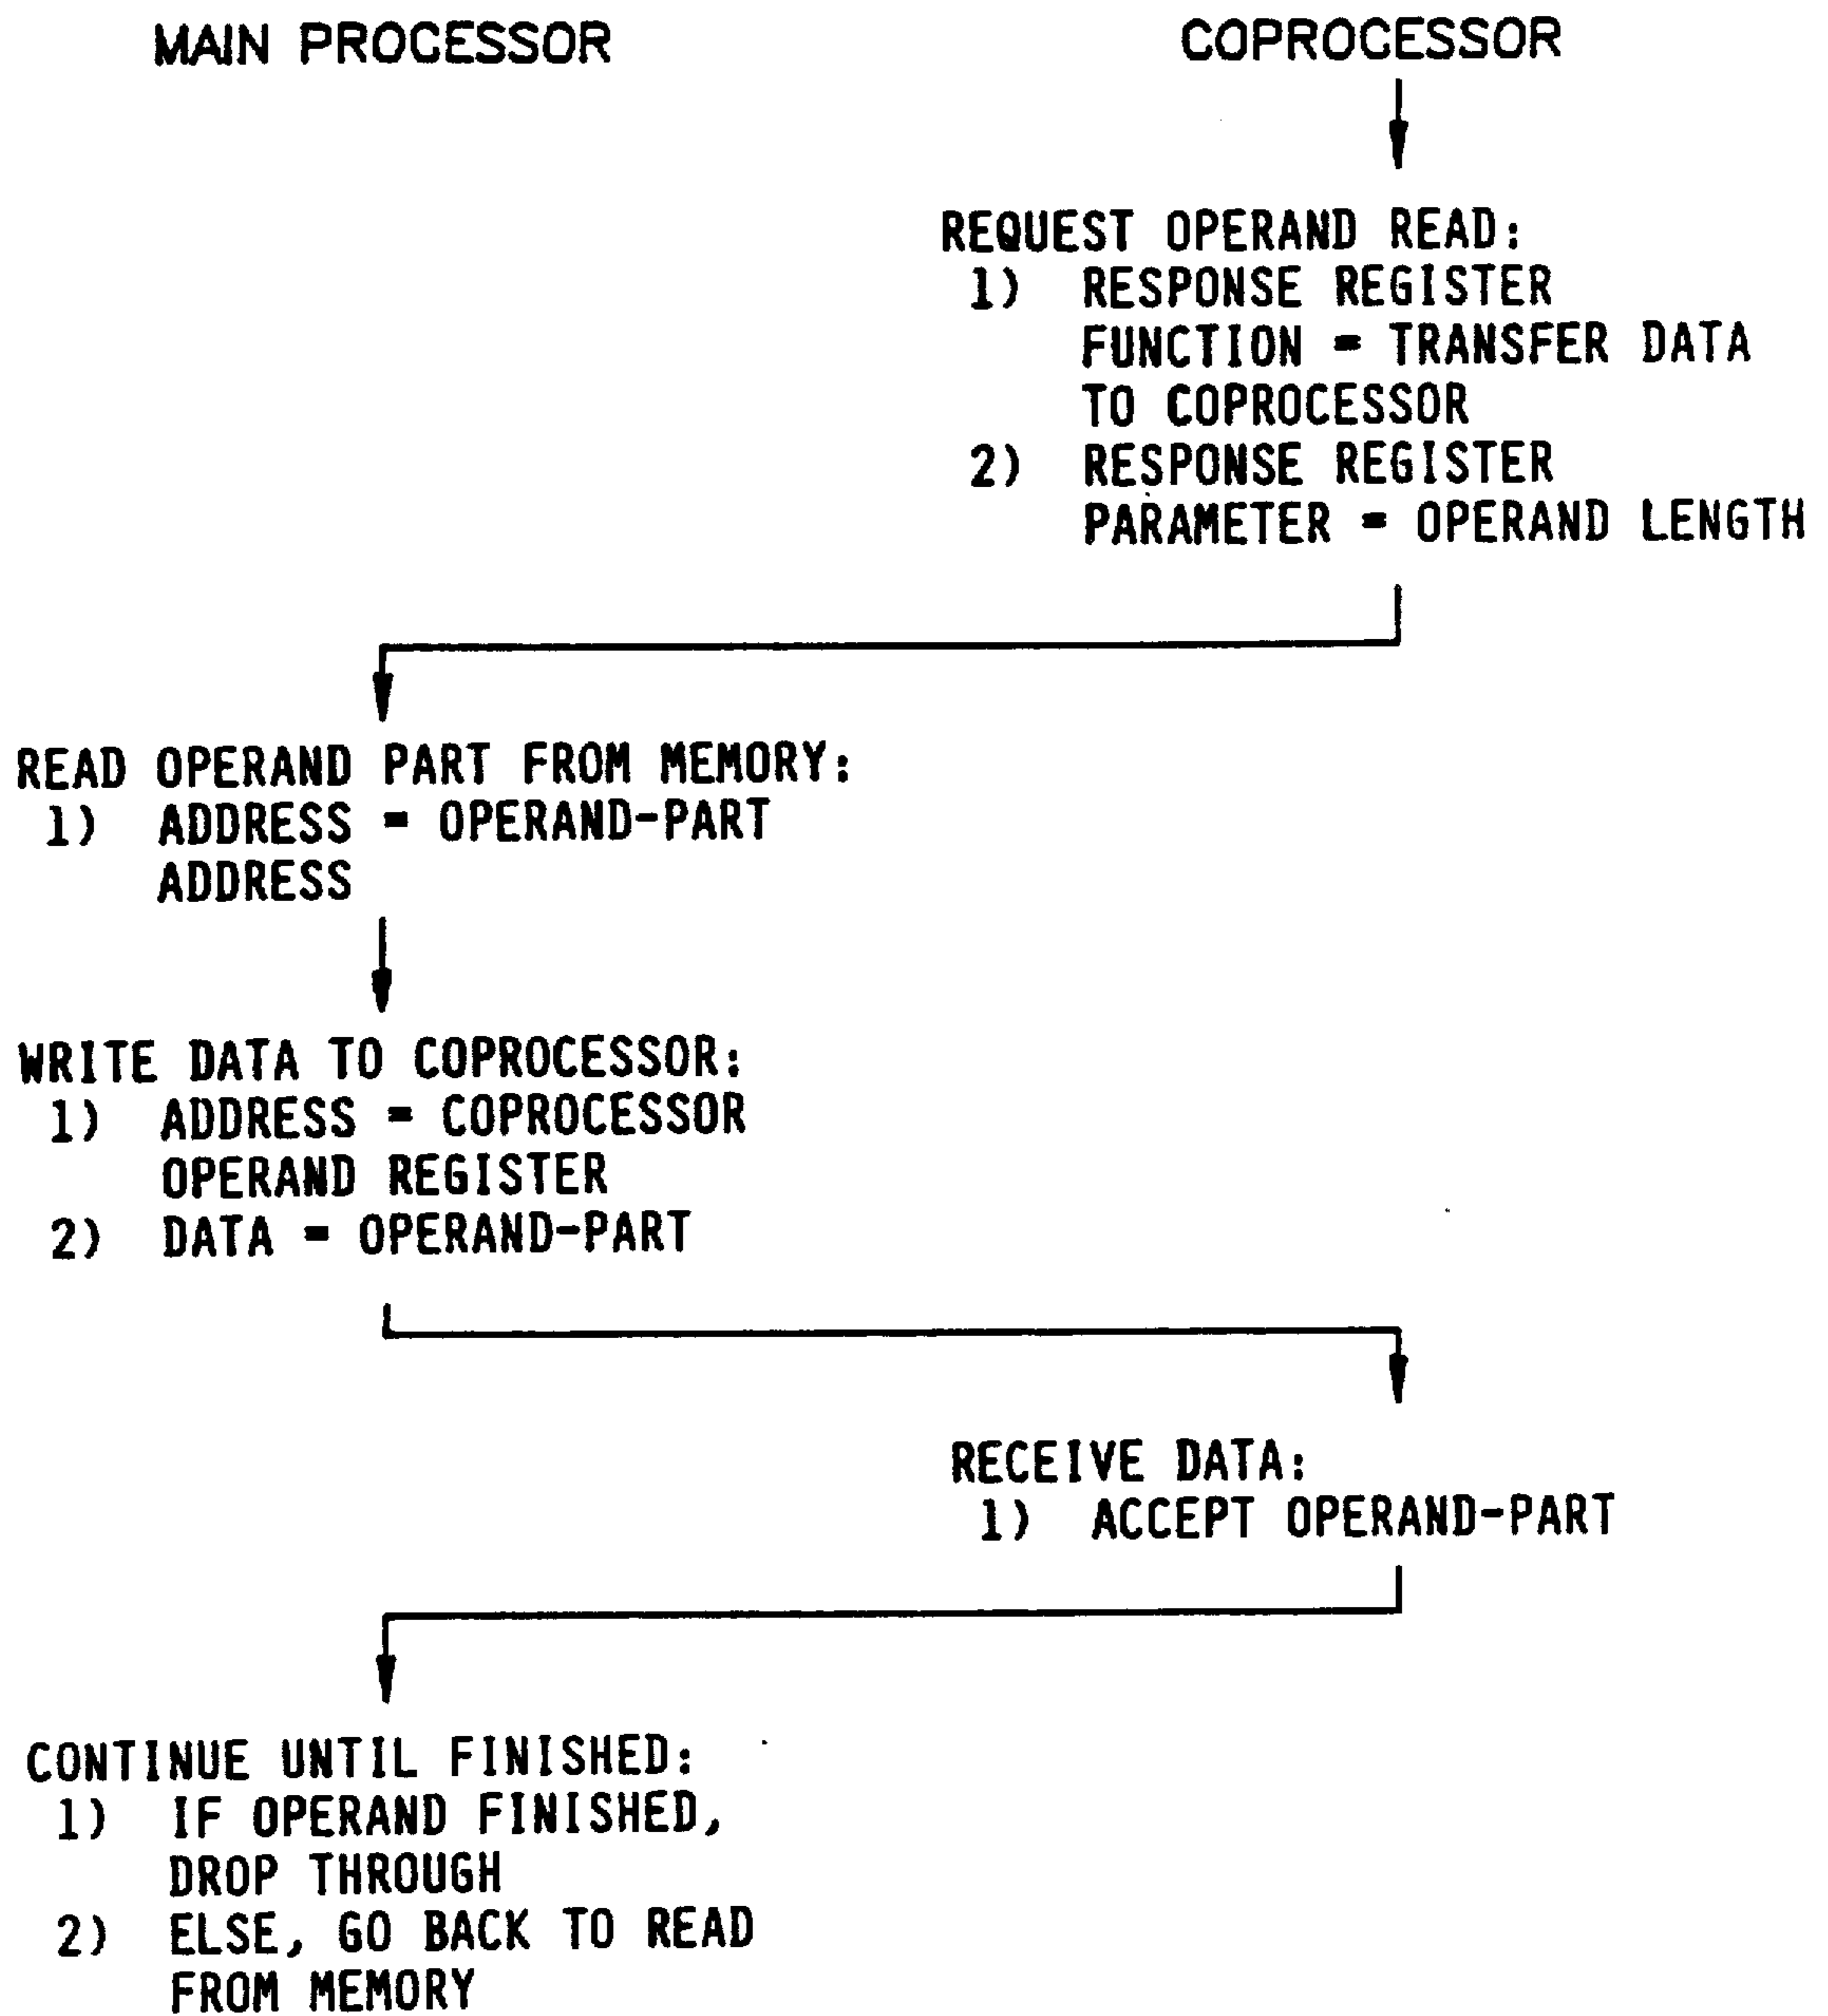 MAIN PROCESSOR
COPROCESSOR
REQUEST OPERAND READ:
1) RESPONSE REGISTER
FUNCTION = TRANSFER DATA
TO COPROCESSOR
2) RESPONSE REGISTER
PARAMETER = OPERAND LENGTH
READ OPERAND PART FROM MEMORY:
1) ADDRESS = OPERAND-PART
ADDRESS
WRITE DATA TO COPROCESSOR:
1) ADDRESS = COPROCESSOR
OPERAND REGISTER
2) DATA = OPERAND-PART
RECEIVE DATA:
1) ACCEPT OPERAND-PART
CONTINUE UNTIL FINISHED:
1) IF OPERAND FINISHED,
DROP THROUGH
2) ELSE, GO BACK TO READ
FROM MEMORY